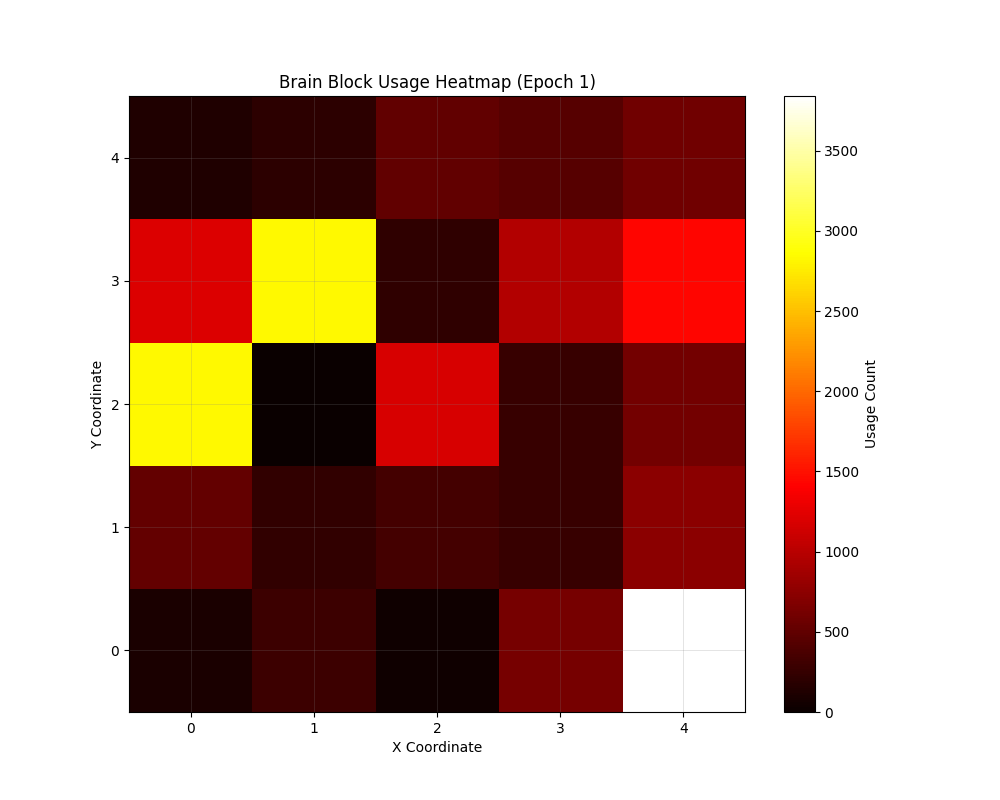 Brain Block Usage Heatmap (Epoch 1)
4
3
2
1
0
Y Coordinate
0 1 2 3 4
X Coordinate
3500
3000
2500
2000
1500
1000
500
0
Usage Count